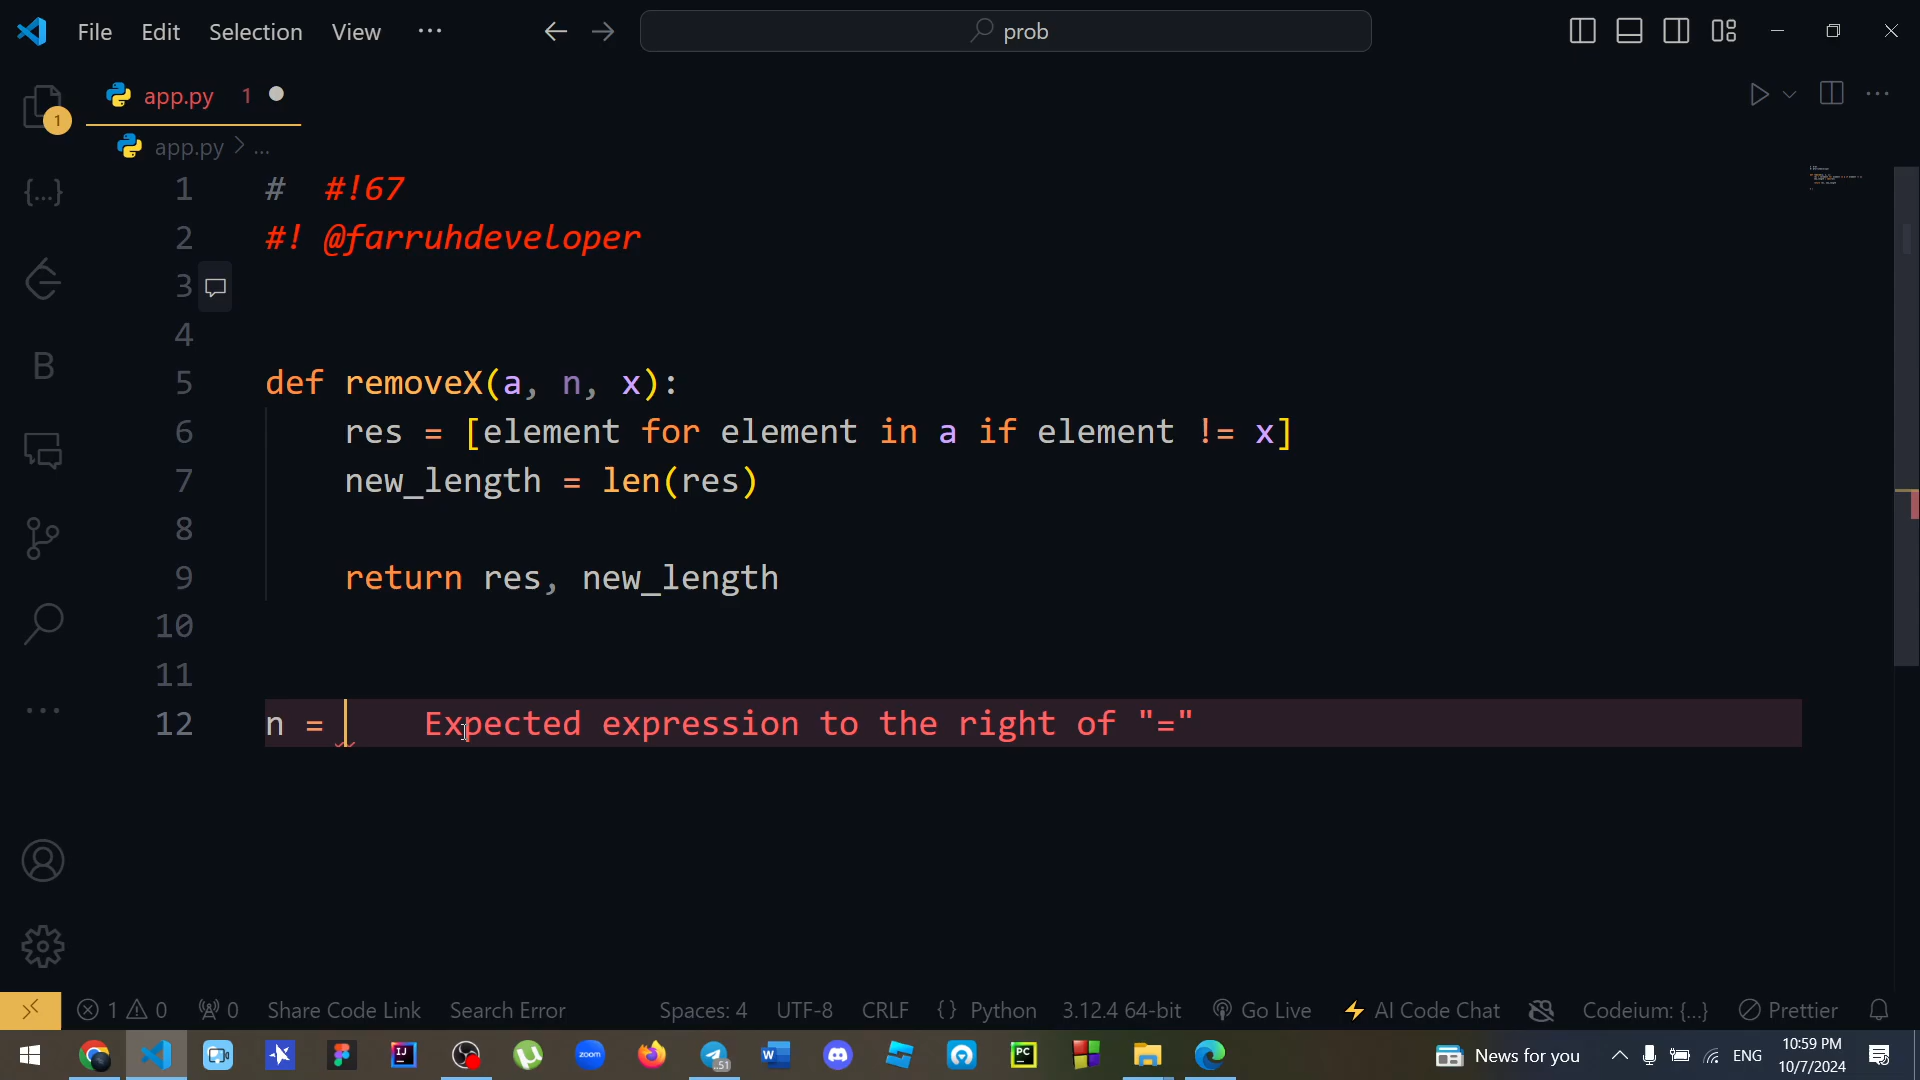 File Edit Selection View ... prob
1
app.py 1
app.py > ...
{...}
B
1 # #!67
2 #! @farruhdeveloper
3
4
5 def removeX(a, n, x):
6 res = [element for element in a if element != x]
7 new_length = len(res)
8
9 return res, new_length
10
11
12 n = Expected expression to the right of "="
1 0 0 Share Code Link Search Error Spaces: 4 UTF-8 CRLF {} Python 3.12.4 64-bit Go Live AI Code Chat Codeium: {...} Prettier
zoom 51 W PC News for you ENG 10:59 PM
10/7/2024